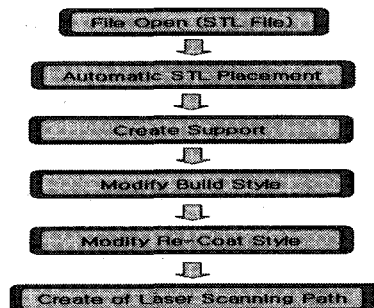 File Open (STL File)
Automatic STL Placement
Create Support
Modify Build Style
Modify Re-Coat Style
Create of Laser Scanning Path